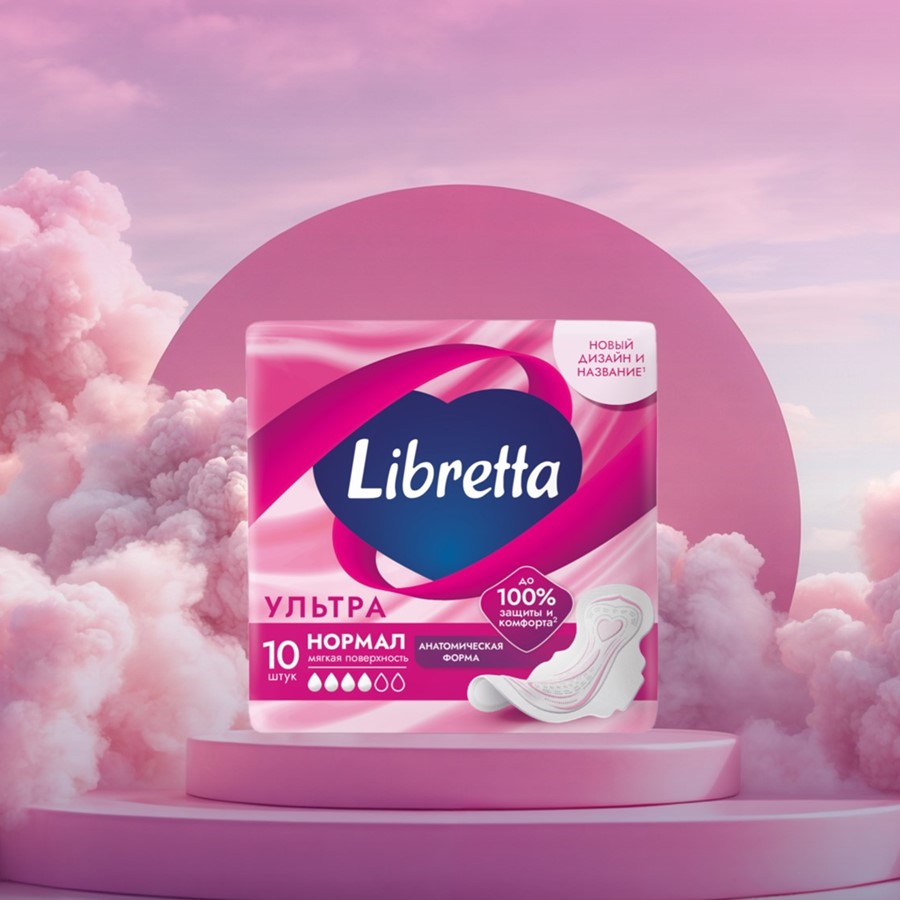 НОВЫЙ
ДИЗАЙН И
НАЗВАНИЕ¹
Libretta
ДО
100%
ЗАЩИТЫ И
КОМФОРТА²
УЛЬТРА
10
ШТУК
НОРМАЛ
МЯГКАЯ ПОВЕРХНОСТЬ
АНАТОМИЧЕСКАЯ
ФОРМА